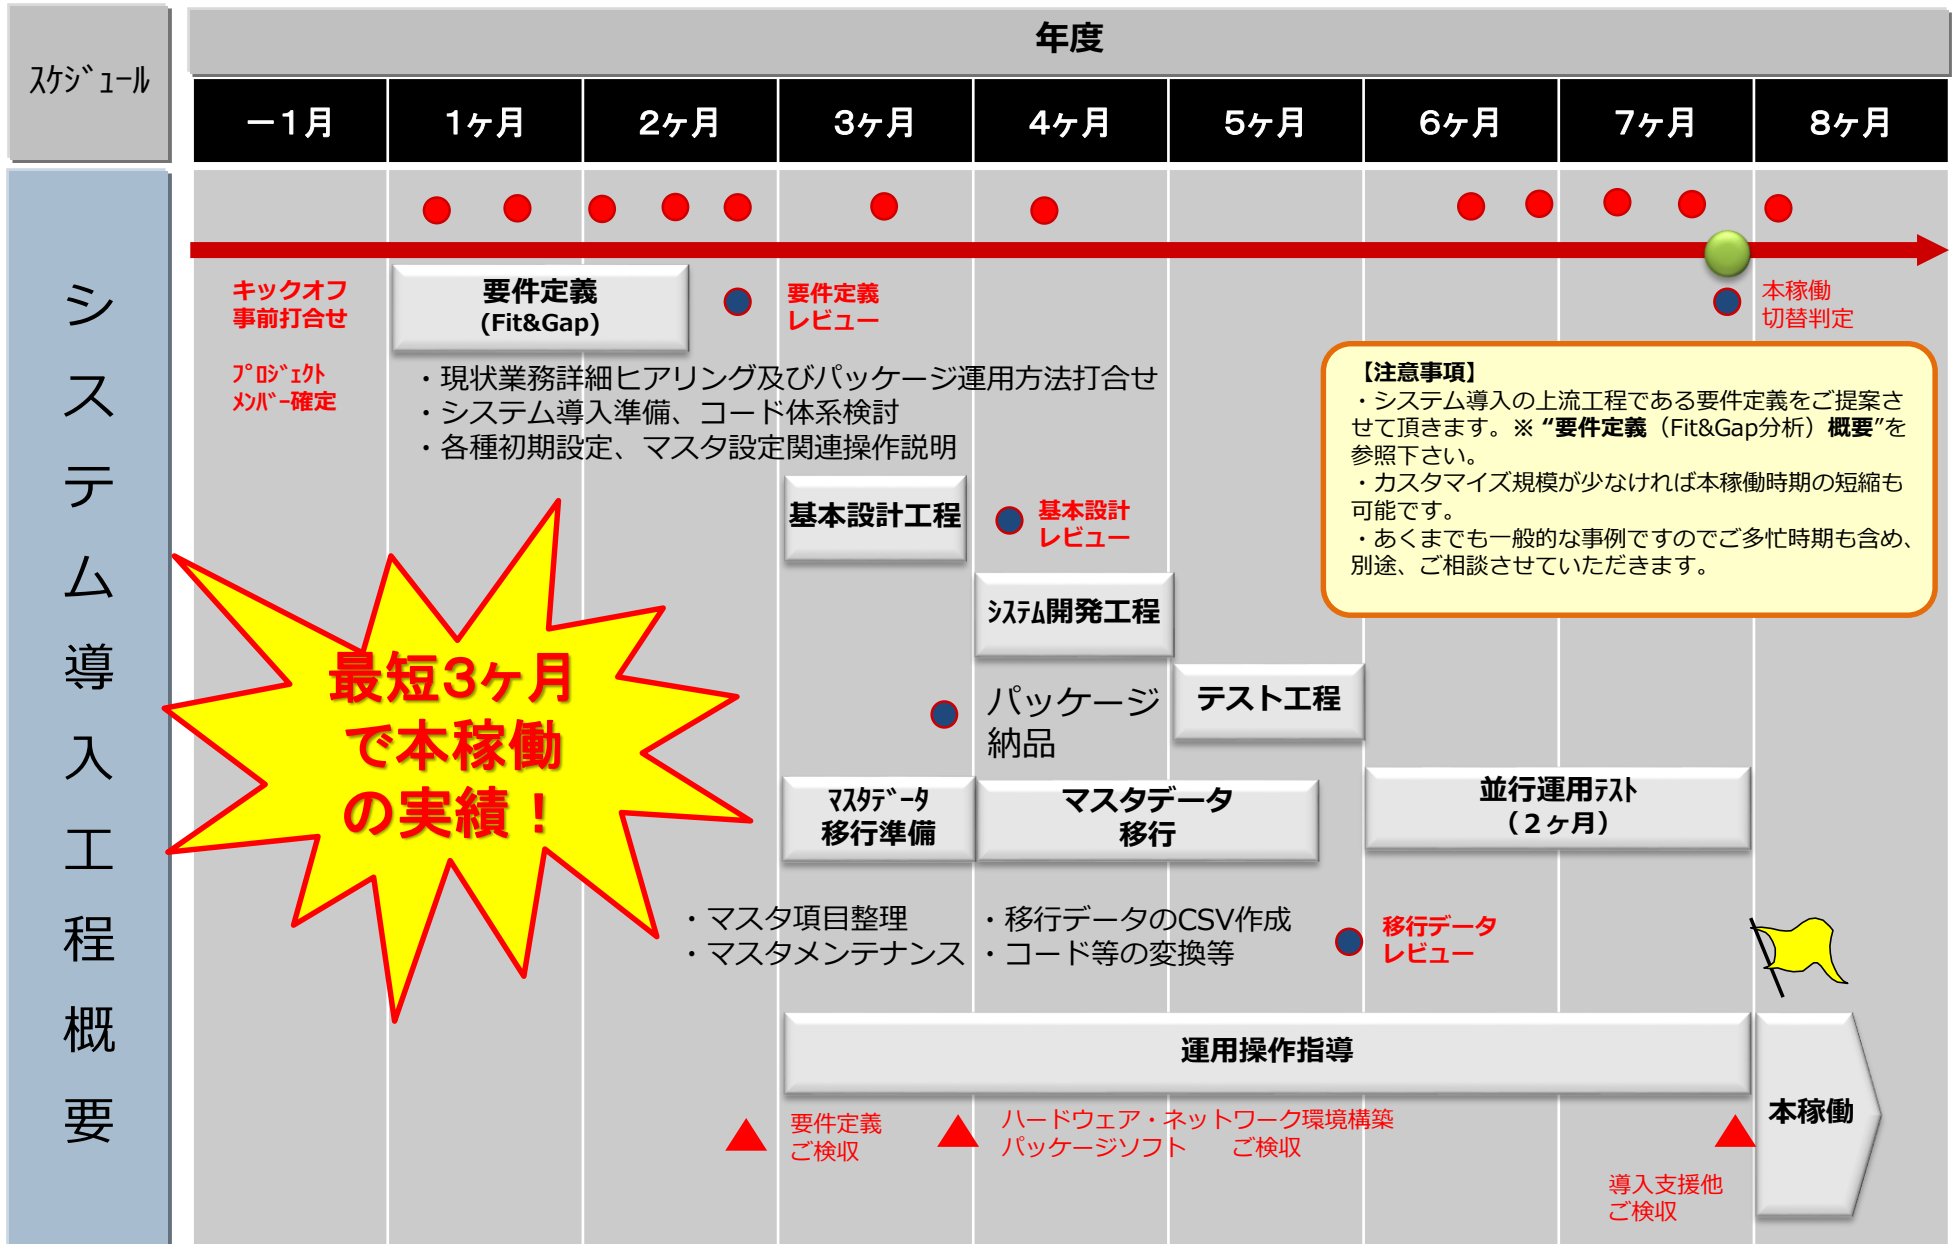 年度
ｽｹｼﾞｭｰﾙ
－1月
1ヶ月
2ヶ月
3ヶ月
4ヶ月
5ヶ月
6ヶ月
7ヶ月
8ヶ月
システム導入工程概要
キックオフ
事前打合せ
要件定義
(Fit&Gap)
要件定義
レビュー
本稼働
切替判定
ﾌﾟﾛｼﾞｪｸﾄ
ﾒﾝﾊﾞｰ確定
・現状業務詳細ヒアリング及びパッケージ運用方法打合せ
・システム導入準備、コード体系検討
・各種初期設定、マスタ設定関連操作説明
【注意事項】
・システム導入の上流工程である要件定義をご提案さ
せて頂きます。※ “要件定義（Fit&Gap分析）概要”を
参照下さい。
・カスタマイズ規模が少なければ本稼働時期の短縮も
可能です。
・あくまでも一般的な事例ですのでご多忙時期も含め、
別途、ご相談させていただきます。
基本設計工程
基本設計
レビュー
ｼｽﾃﾑ開発工程
最短3ヶ月
で本稼働
の実績！
パッケージ
納品
テスト工程
ﾏｽﾀﾃﾞｰﾀ
移行準備
マスタデータ
移行
並行運用ﾃｽﾄ
（２ヶ月）
・マスタ項目整理
・マスタメンテナンス
・移行データのCSV作成
・コード等の変換等
移行データ
レビュー
運用操作指導
本稼働
要件定義
ご検収
ハードウェア・ネットワーク環境構築
パッケージソフト　　ご検収
導入支援他
ご検収